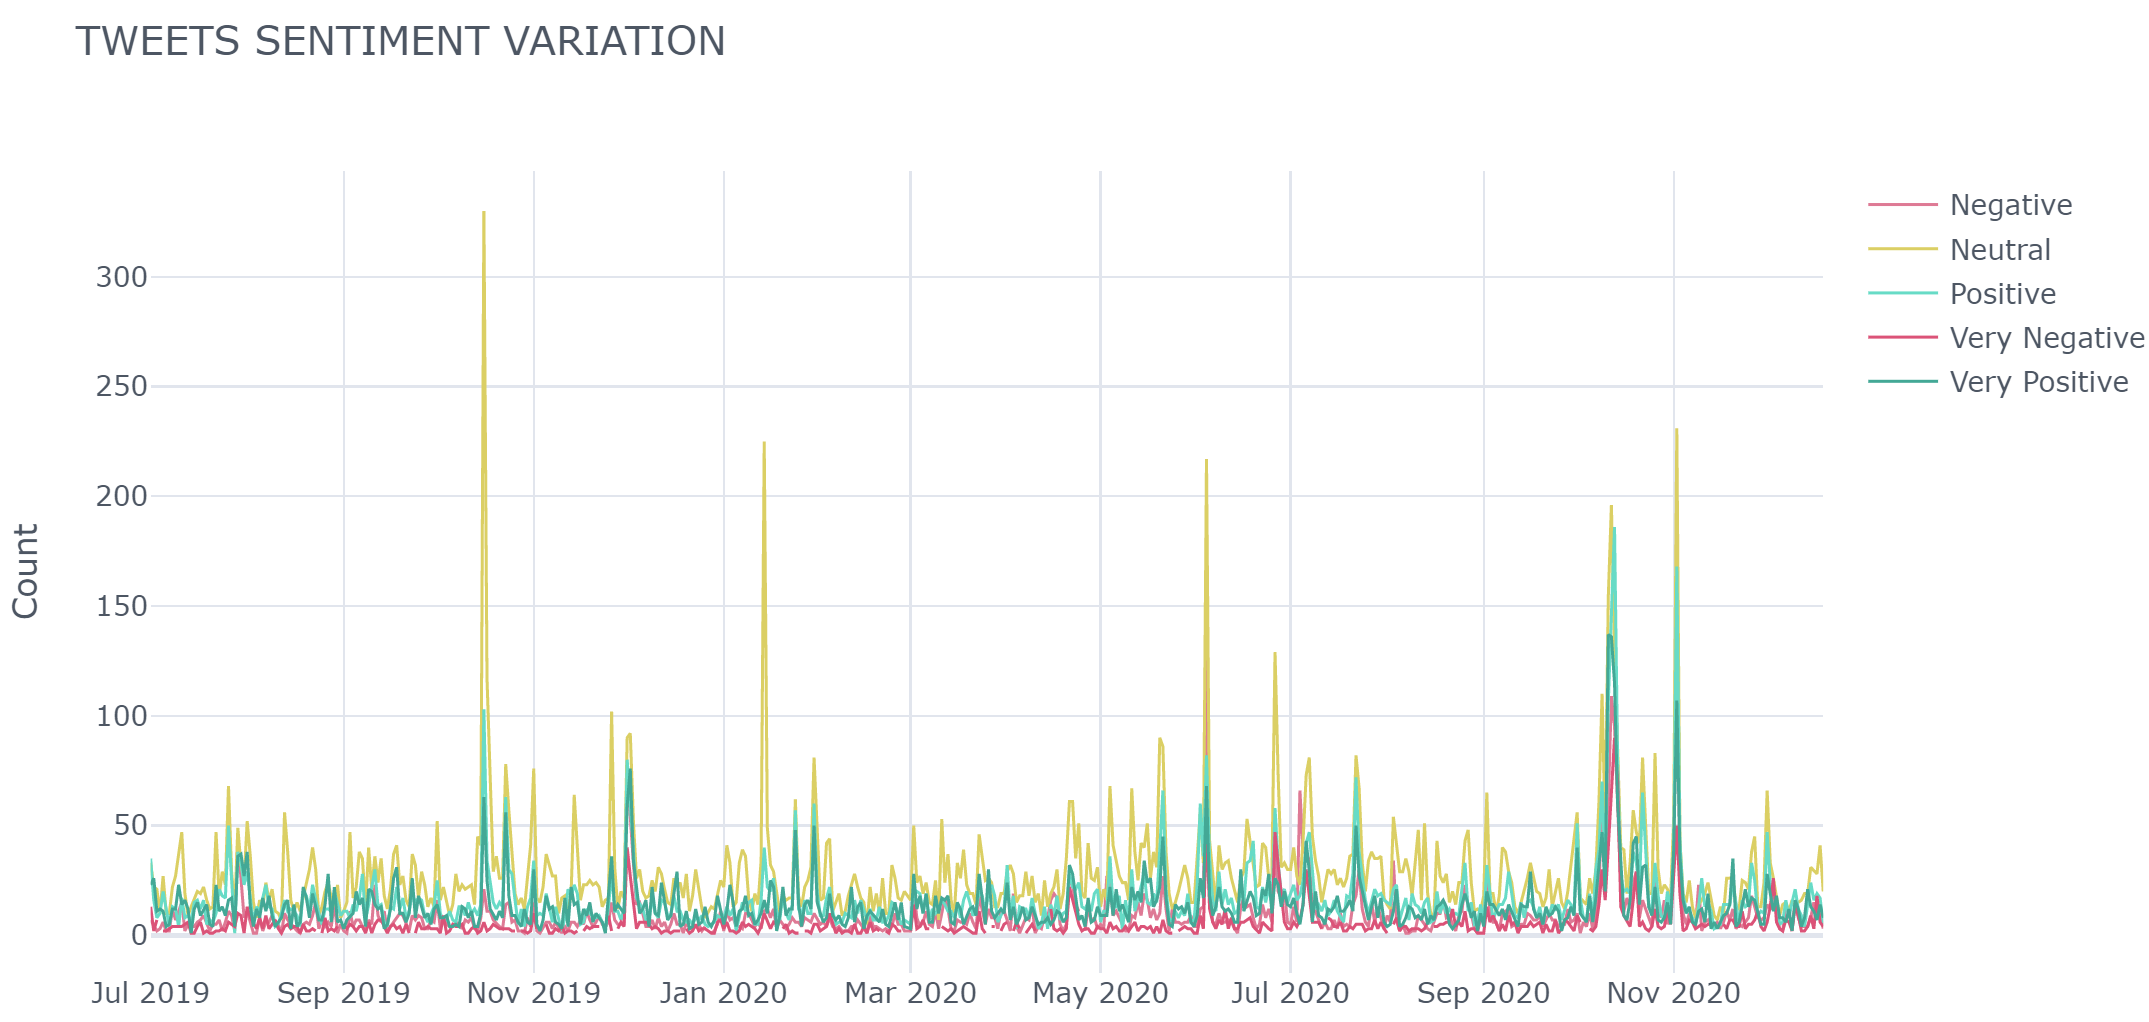 TWEETS SENTIMENT VARIATION
Negative
Neutral
Positive
Very Negative
Very Positive
Count
300
250
200
150
100
50
0
Jul 2019
Sep 2019
Nov 2019
Jan 2020
Mar 2020
May 2020
Jul 2020
Sep 2020
Nov 2020